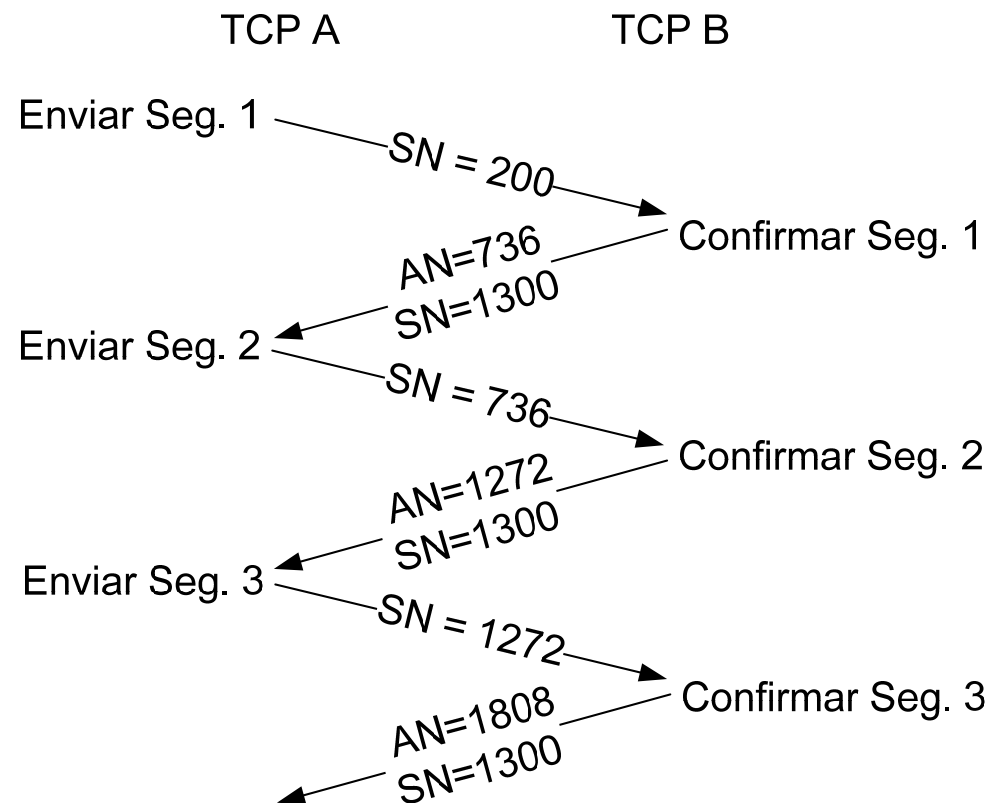 TCP A
TCP B
Enviar Seg. 1
SN = 200
Confirmar Seg. 1
AN=736
SN=1300
Enviar Seg. 2
SN = 736
Confirmar Seg. 2
AN=1272
SN=1300
Enviar Seg. 3
SN = 1272
Confirmar Seg. 3
AN=1808
SN=1300